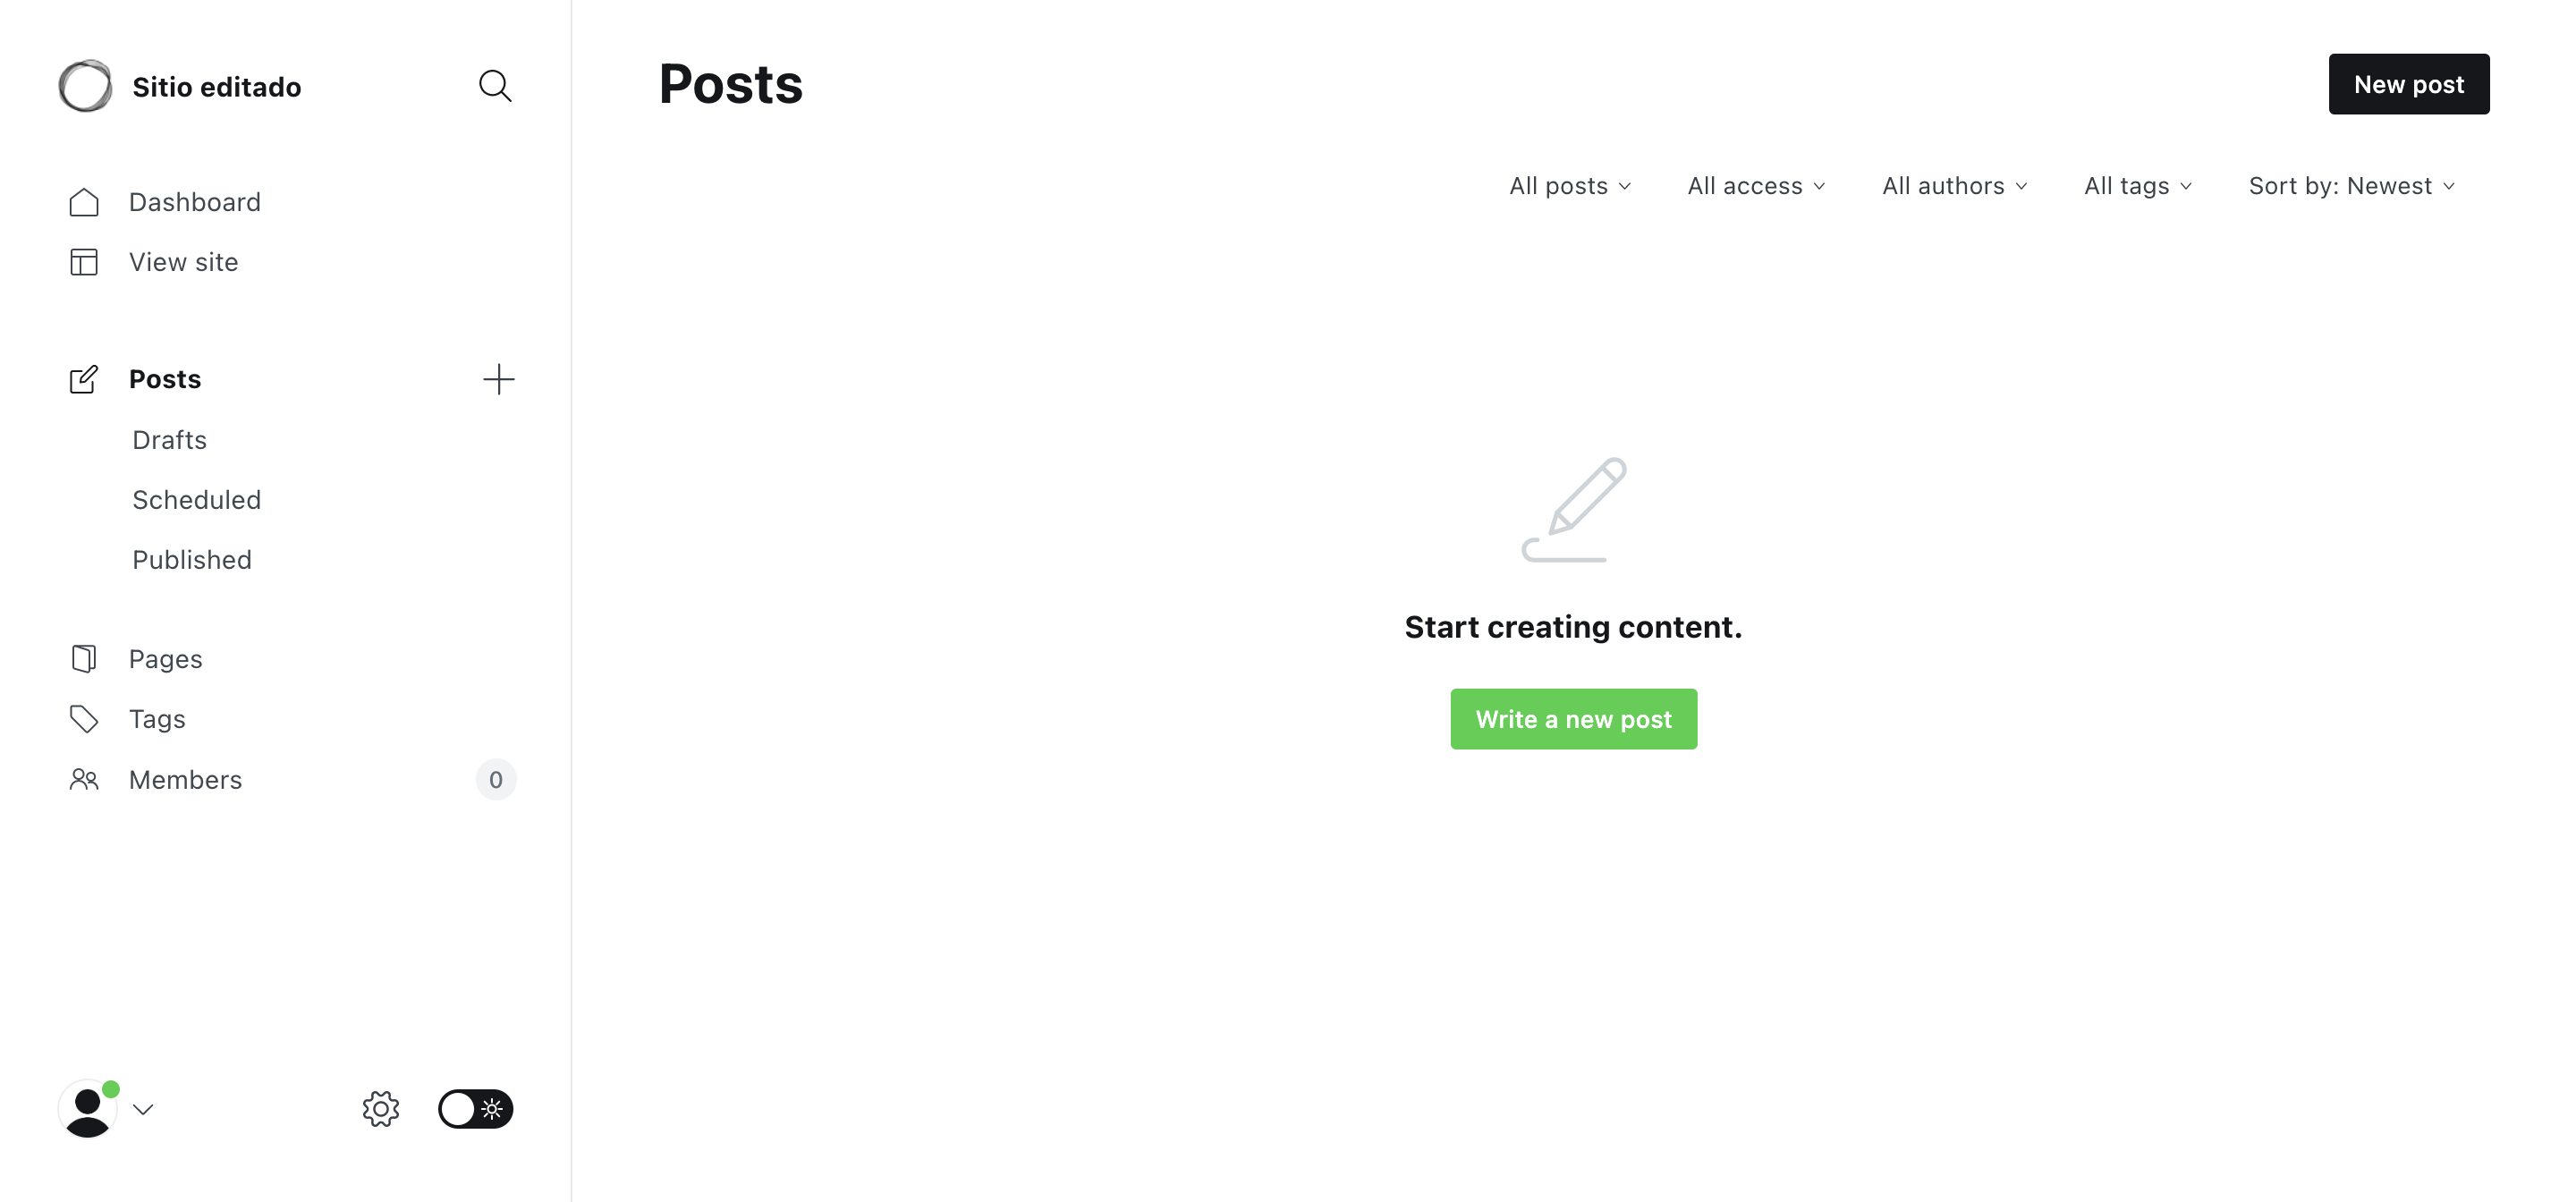 Sitio editado
Dashboard
View site
Posts
Drafts
Scheduled
Published
Pages
Tags
Members 0
Posts
New post
All posts All access All authors All tags Sort by: Newest
Start creating content.
Write a new post